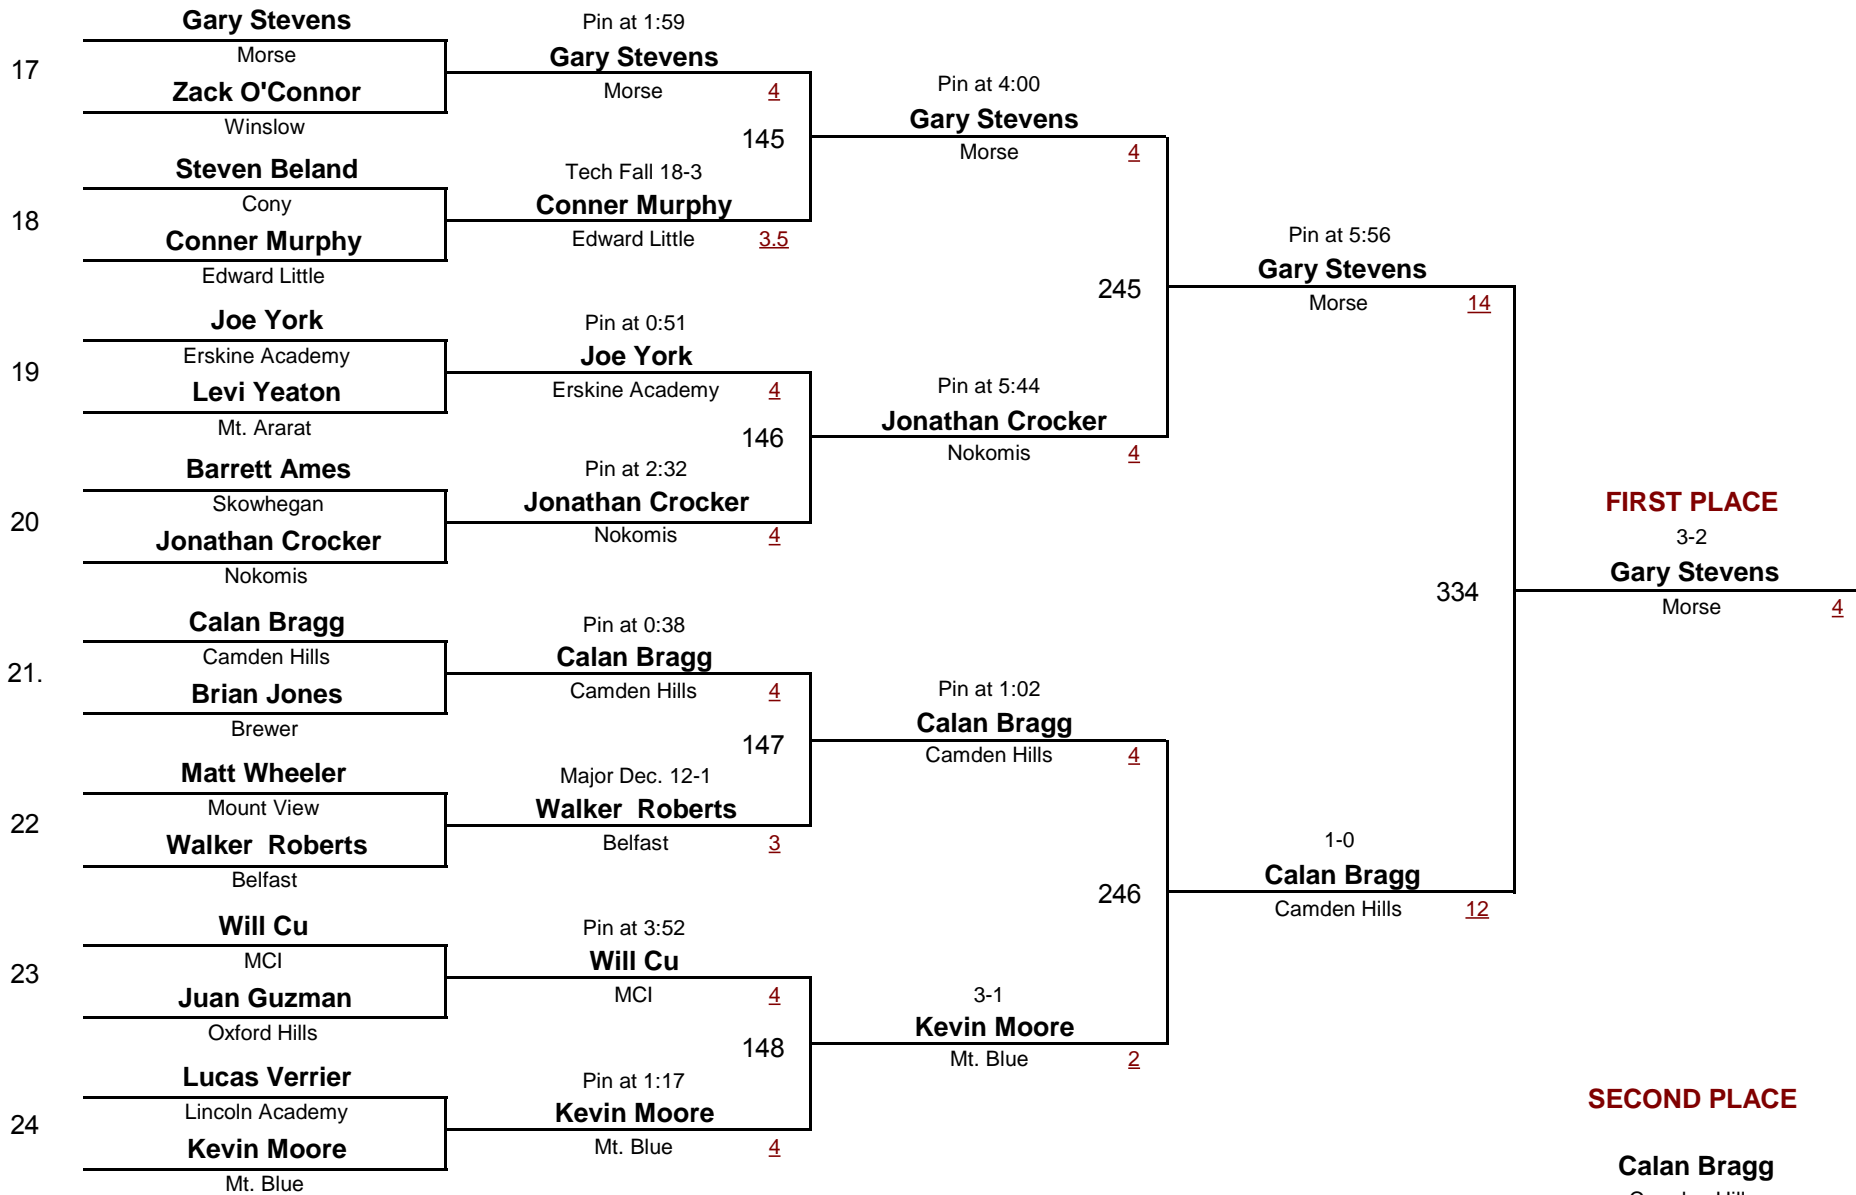 Gary Stevens
Pin at 1:59
17
Morse
Gary Stevens
Zack O'Connor
Morse
4
Pin at 4:00
Winslow
145
Gary Stevens
Steven Beland
Tech Fall 18-3
Morse
4
18
Cony
Conner Murphy
Conner Murphy
Edward Little
3.5
Pin at 5:56
Edward Little
245
Gary Stevens
Joe York
Pin at 0:51
Morse
14
19
Erskine Academy
Joe York
Levi Yeaton
Erskine Academy
4
Pin at 5:44
Mt. Ararat
146
Jonathan Crocker
Barrett Ames
Pin at 2:32
Nokomis
4
20
Skowhegan
Jonathan Crocker
FIRST PLACE
Jonathan Crocker
Nokomis
4
3-2
Nokomis
334
Gary Stevens
Morse
4
Calan Bragg
Pin at 0:38
21.
Camden Hills
Calan Bragg
Brian Jones
Camden Hills
4
Pin at 1:02
Brewer
147
Calan Bragg
Matt Wheeler
Major Dec. 12-1
Camden Hills
4
22
Mount View
Walker  Roberts
Walker  Roberts
Belfast
3
1-0
Belfast
246
Calan Bragg
Will Cu
Pin at 3:52
Camden Hills
12
23
MCI
Will Cu
Juan Guzman
MCI
4
3-1
Oxford Hills
148
Kevin Moore
Lucas Verrier
Pin at 1:17
Mt. Blue
2
24
Lincoln Academy
Kevin Moore
SECOND PLACE
Kevin Moore
Mt. Blue
4
Mt. Blue
Calan Bragg